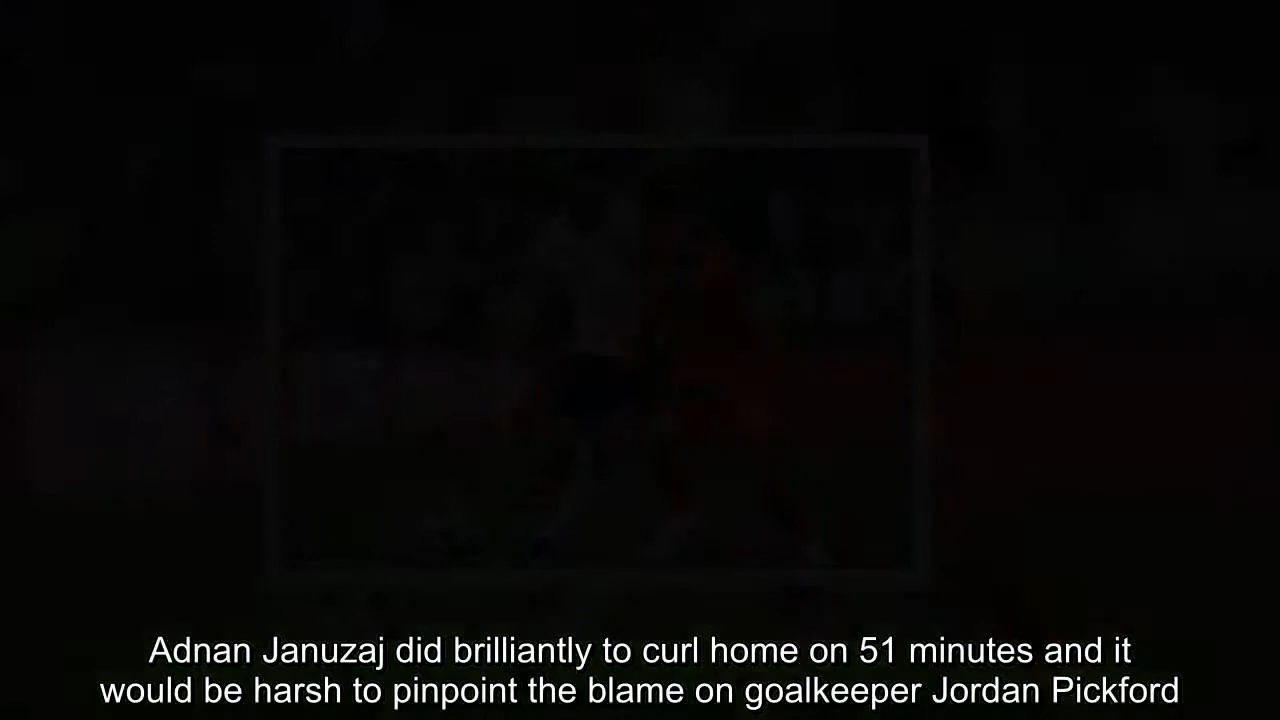 Adnan Januzaj did brilliantly to curl home on 51 minutes and it
would be harsh to pinpoint the blame on goalkeeper Jordan Pickford